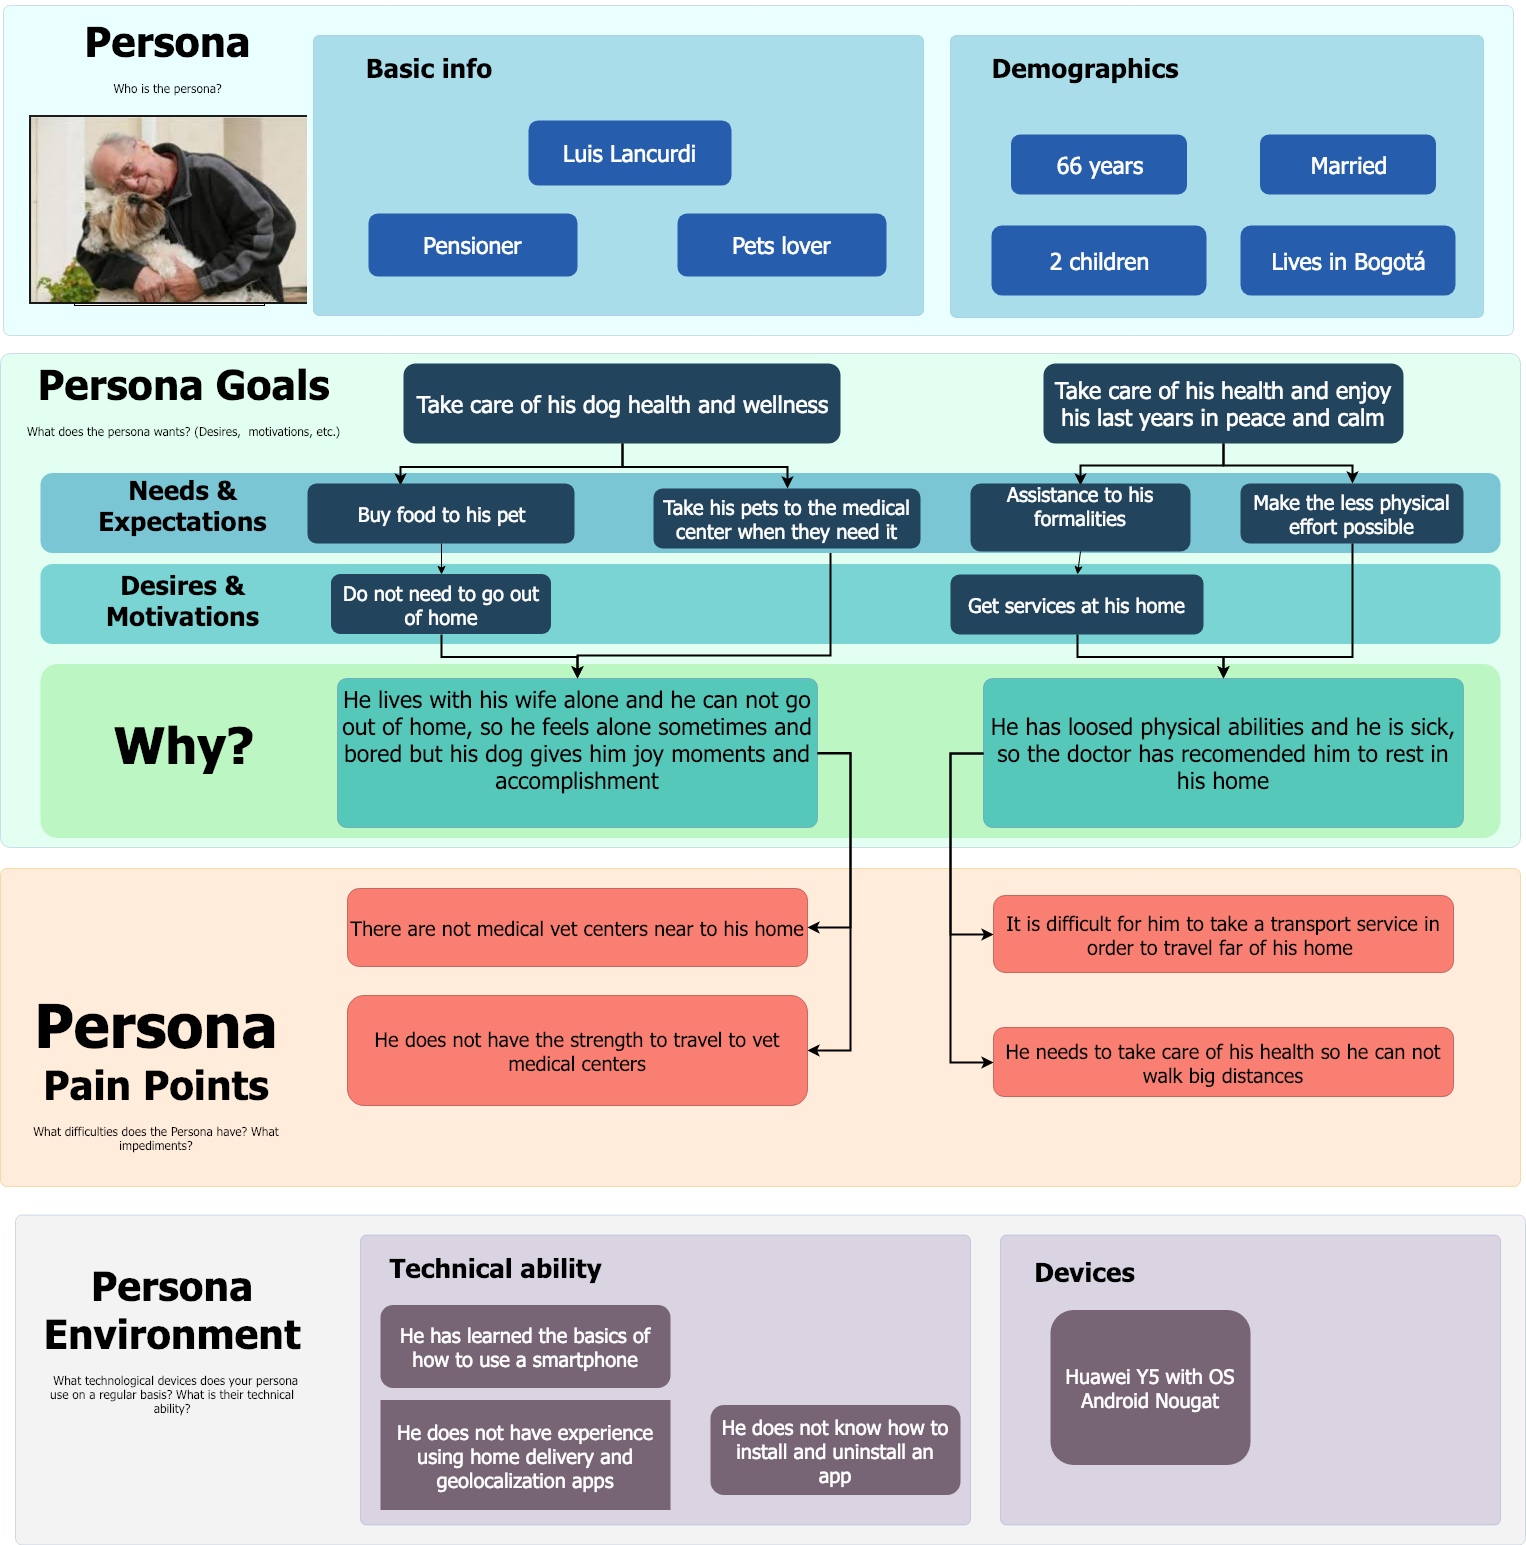 Persona
Who is the persona?
Basic info
Luis Lancurdi
Pensioner
Pets lover
Demographics
66 years
Married
2 children
Lives in Bogotá
Persona Goals
What does the persona wants? (Desires,  motivations, etc.)
Take care of his dog health and wellness
Take care of his health and enjoy
his last years in peace and calm
Needs &
Expectations
Buy food to his pet
Take his pets to the medical
center when they need it
Assistance to his
formalities
Make the less physical
effort possible
Desires &
Motivations
Do not need to go out
of home
Get services at his home
Why?
He lives with his wife alone and he can not go
out of home, so he feels alone sometimes and
bored but his dog gives him joy moments and
accomplishment
He has loosed physical abilities and he is sick,
so the doctor has recomended him to rest in
his home
Persona
Pain Points
What difficulties does the Persona have? What
impediments?
There are not medical vet centers near to his home
He does not have the strength to travel to vet
medical centers
It is difficult for him to take a transport service in
order to travel far of his home
He needs to take care of his health so he can not
walk big distances
Persona
Environment
What technological devices does your persona
use on a regular basis? What is their technical
ability?
Technical ability
He has learned the basics of
how to use a smartphone
He does not have experience
using home delivery and
geolocalization apps
He does not know how to
install and uninstall an
app
Devices
Huawei Y5 with OS
Android Nougat